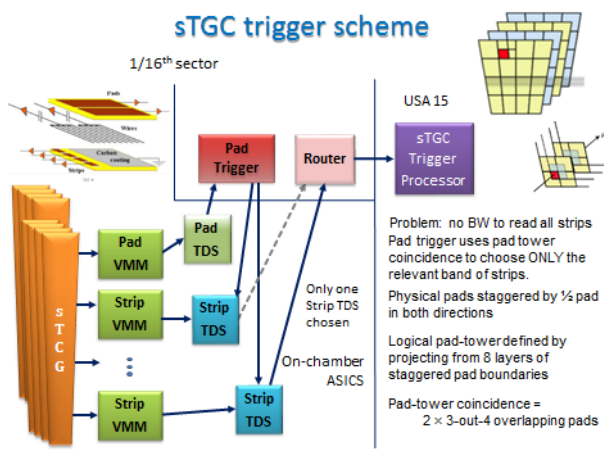 sTGC trigger scheme
1/16th sector
Pads
Wires
Carbon
coating
Strips
USA 15
Pad
Trigger
Router
sTGC
Trigger
Processor
Pad
VMM
Pad
TDS
Strip
VMM
Strip
TDS
Only one
Strip TDS
chosen
On-chamber
ASICS
Strip
VMM
Strip
TDS
s
T
C
G
Problem: no BW to read all strips
Pad trigger uses pad tower
coincidence to choose ONLY the
relevant band of strips.
Physical pads staggered by ½ pad
in both directions
Logical pad-tower defined by
projecting from 8 layers of
staggered pad boundaries
Pad-tower coincidence =
2 × 3-out-4 overlapping pads